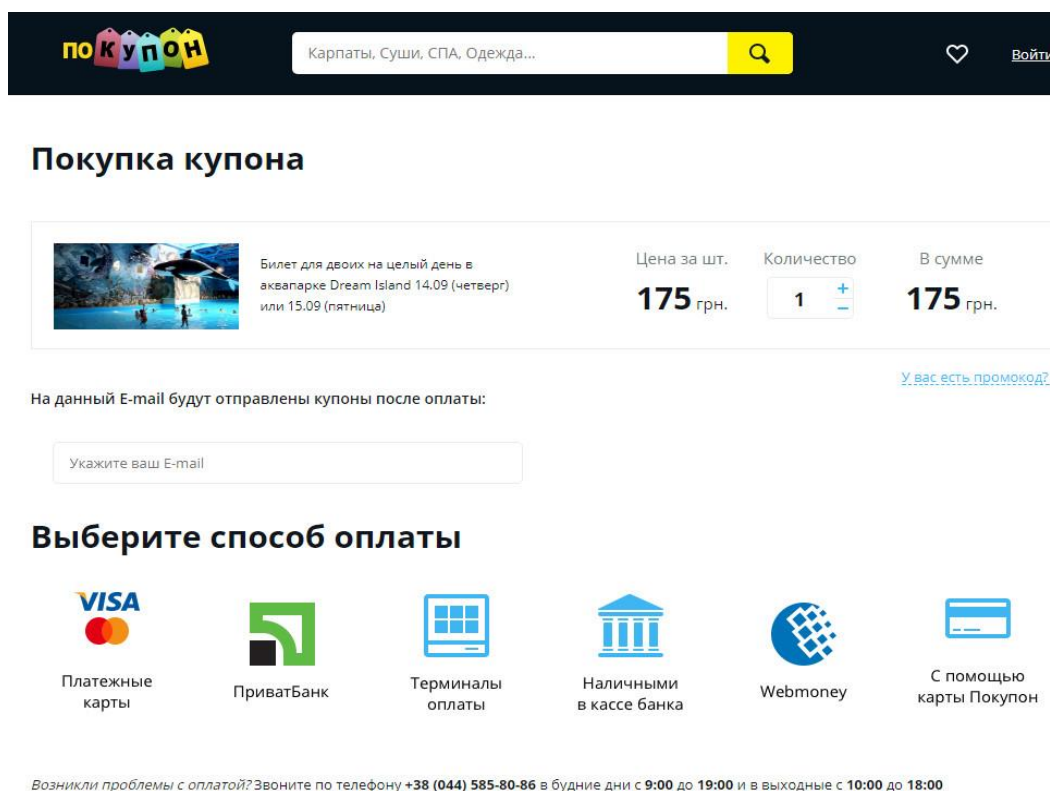 покупон
Карпаты, Суши, СПА, Одежда...
Войти
Покупка купона
Билет для двоих на целый день в
аквапарке Dream Island 14.09 (четверг)
или 15.09 (пятница)
Цена за шт.
175 грн.
Количество
1 + −
В сумме
175 грн.
У вас есть промокод?
На данный E-mail будут отправлены купоны после оплаты:
Укажите ваш E-mail
Выберите способ оплаты
VISA
Платежные
карты
ПриватБанк
Терминалы
оплаты
Наличными
в кассе банка
Webmoney
С помощью
карты Покупон
Возникли проблемы с оплатой? Звоните по телефону +38 (044) 585-80-86 в будние дни с 9:00 до 19:00 и в выходные с 10:00 до 18:00